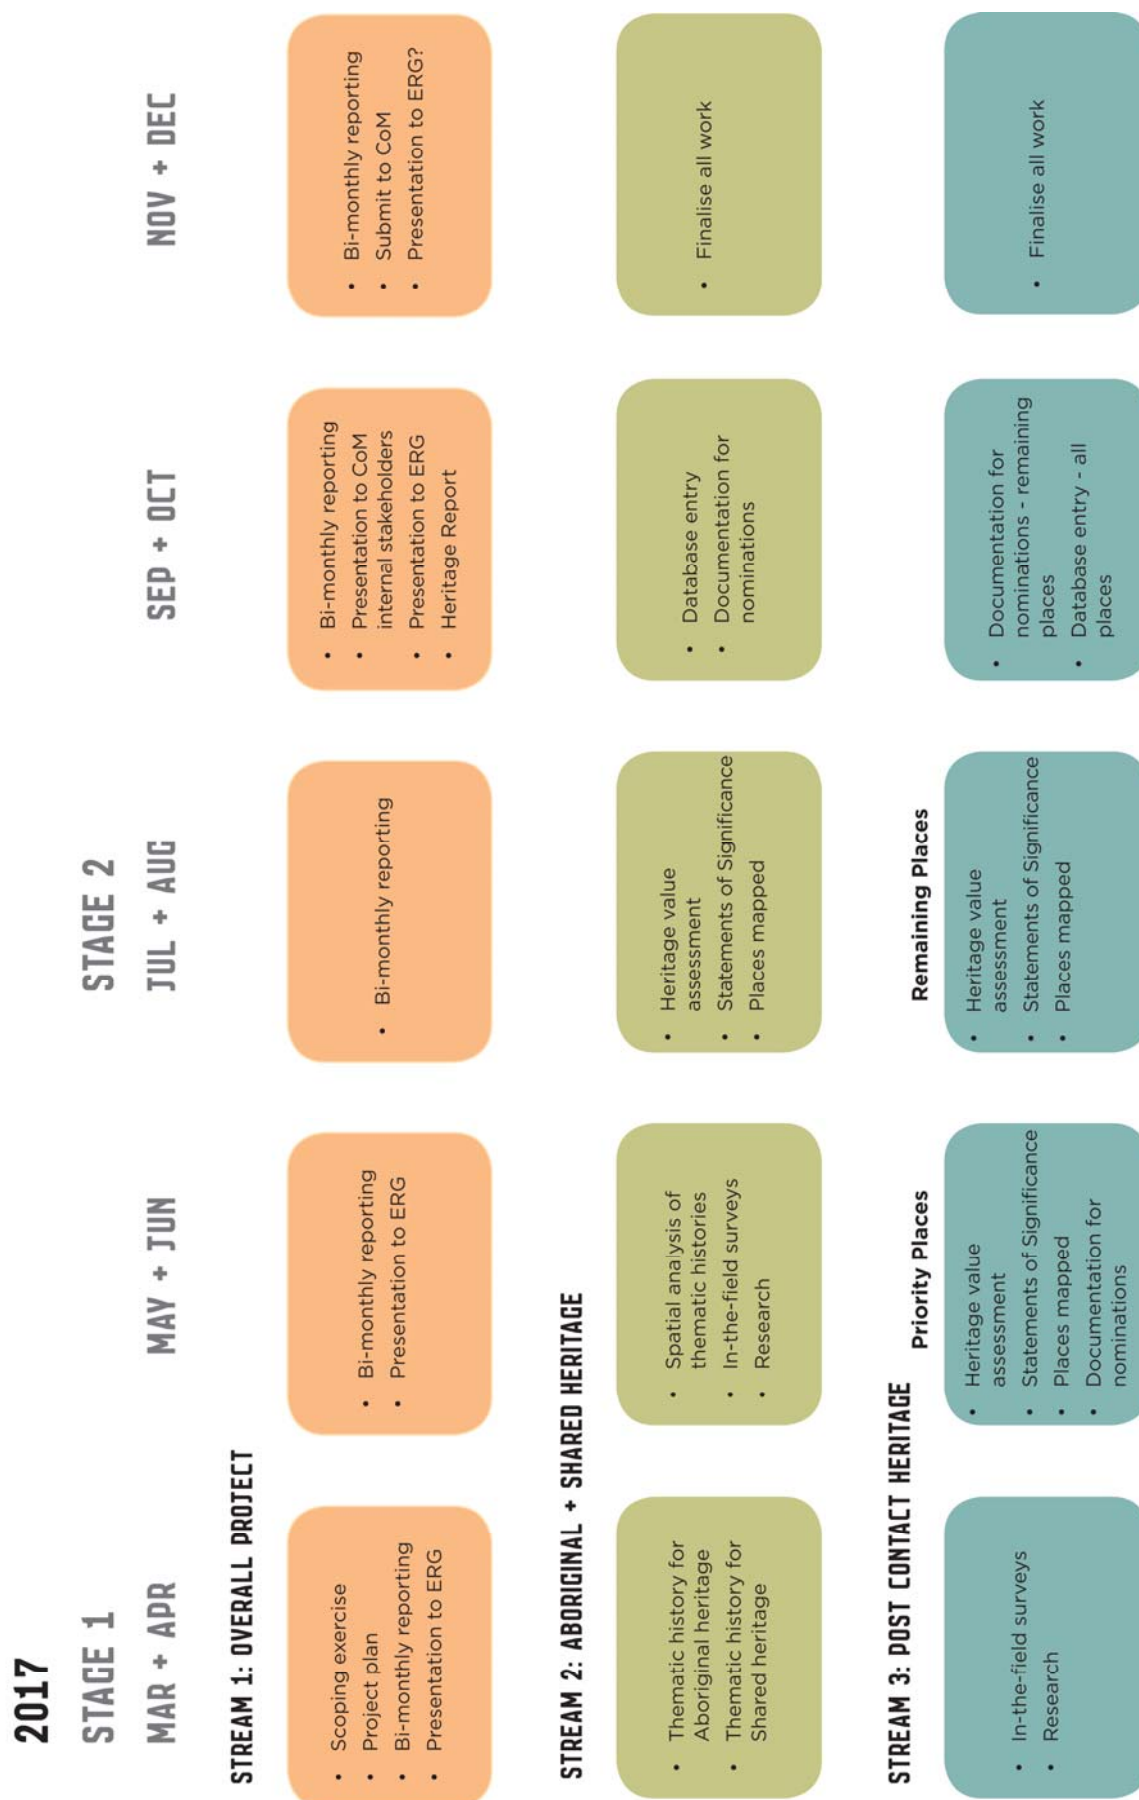 2017
STAGE 1
STAGE 2
MAR + APR
MAY + JUN
JUL + AUG
SEP + OCT
NOV + DEC
STREAM 1: OVERALL PROJECT
• Scoping exercise
• Project plan
• Bi-monthly reporting
• Presentation to ERG
• Bi-monthly reporting
• Presentation to ERG
• Bi-monthly reporting
• Bi-monthly reporting
• Presentation to CoM
internal stakeholders
• Presentation to ERG
• Heritage Report
• Bi-monthly reporting
• Submit to CoM
• Presentation to ERG?
STREAM 2: ABORIGINAL + SHARED HERITAGE
• Thematic history for
Aboriginal heritage
• Thematic history for
Shared heritage
• Spatial analysis of
thematic histories
• In-the-field surveys
• Research
• Heritage value
assessment
• Statements of Significance
• Places mapped
• Database entry
• Documentation for
nominations
• Finalise all work
STREAM 3: POST CONTACT HERITAGE
• In-the-field surveys
• Research
Priority Places
• Heritage value
assessment
• Statements of Significance
• Places mapped
• Documentation for
nominations
Remaining Places
• Heritage value
assessment
• Statements of Significance
• Places mapped
• Documentation for
nominations - remaining
places
• Database entry - all
places
• Finalise all work